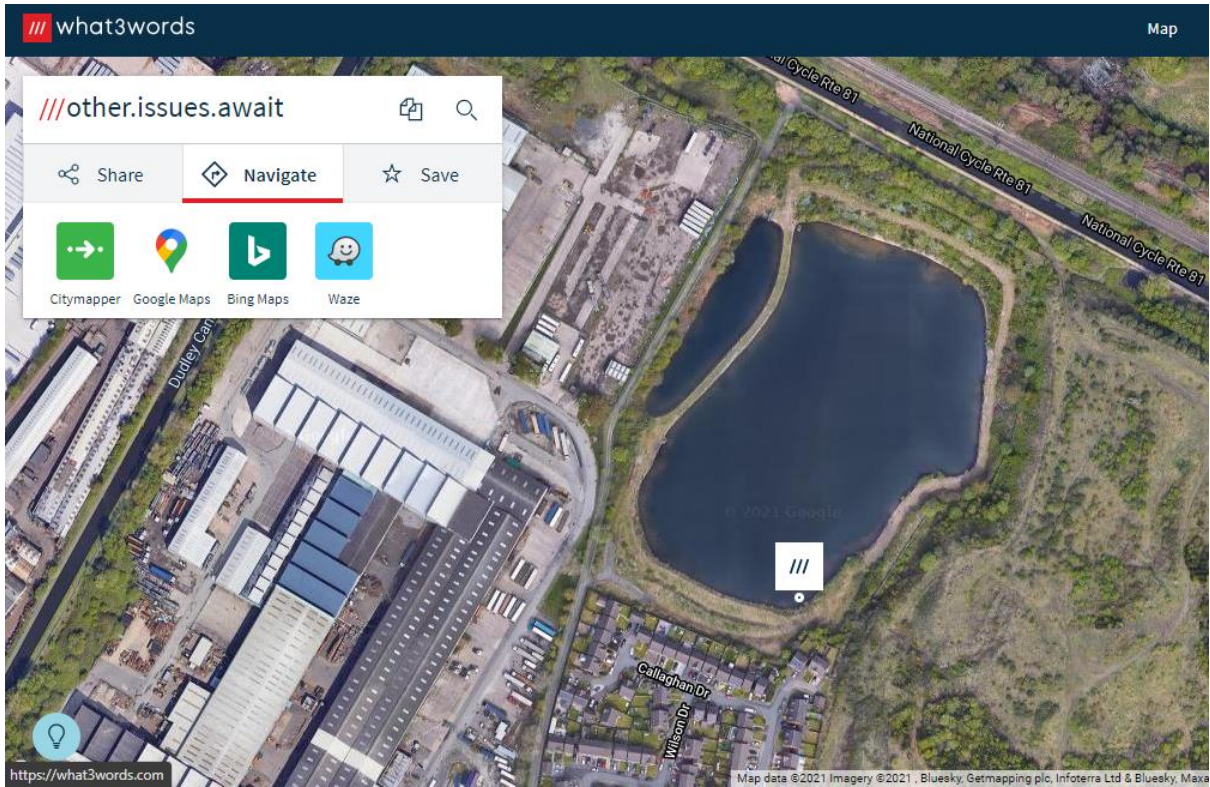 what3words
Map
///other.issues.await
Share
Navigate
Save
Citymapper
Google Maps
Bing Maps
Waze
National Cycle Rte 81
National Cycle Rte 81
National Cycle Rte 81
Dudley Can
© 2021 Google
Callaghan Dr
Wilson Dr
https://what3words.com
Map data ©2021 Imagery ©2021 , Bluesky, Getmapping plc, Infoterra Ltd & Bluesky, Maxa